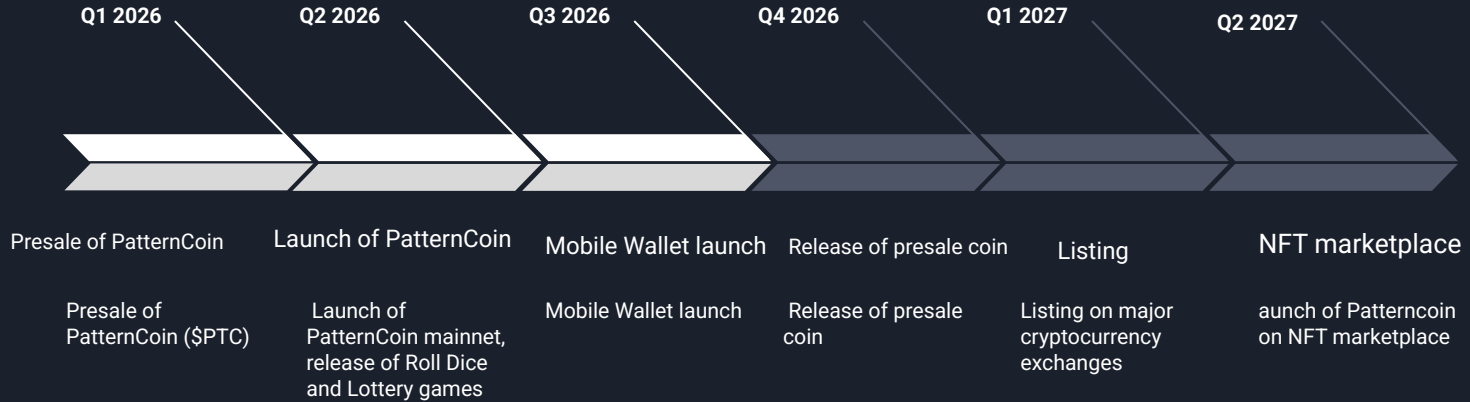 Q1 2026
Q2 2026
Q3 2026
Q4 2026
Q1 2027
Q2 2027
Presale of PatternCoin
Launch of PatternCoin
Mobile Wallet launch
Release of presale coin
Listing
NFT marketplace
Presale of
PatternCoin ($PTC)
Launch of
PatternCoin mainnet,
release of Roll Dice
and Lottery games
Mobile Wallet launch
Release of presale
coin
Listing on major
cryptocurrency
exchanges
aunch of Patterncoin
on NFT marketplace